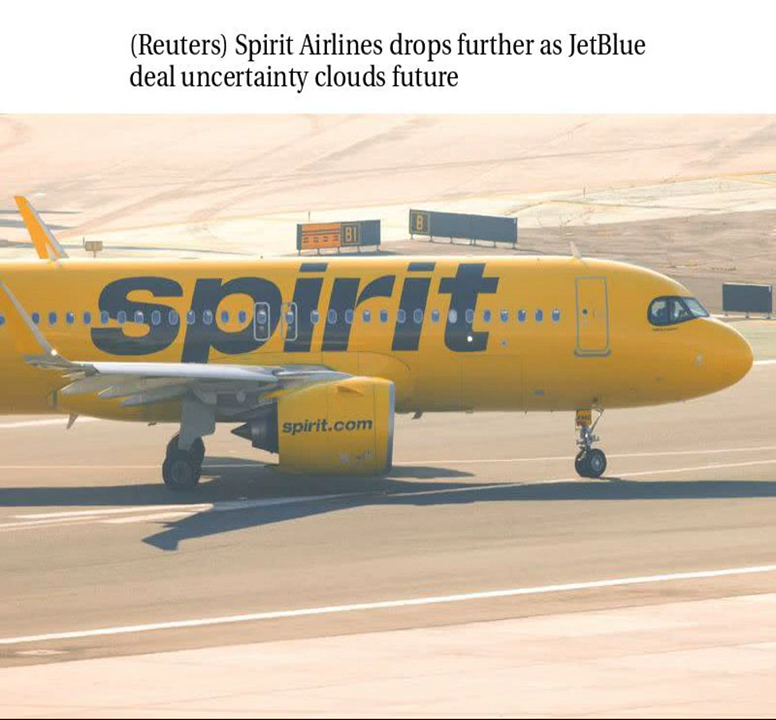 (Reuters) Spirit Airlines drops further as JetBlue
deal uncertainty clouds future
B1
B
spirit
spirit.com